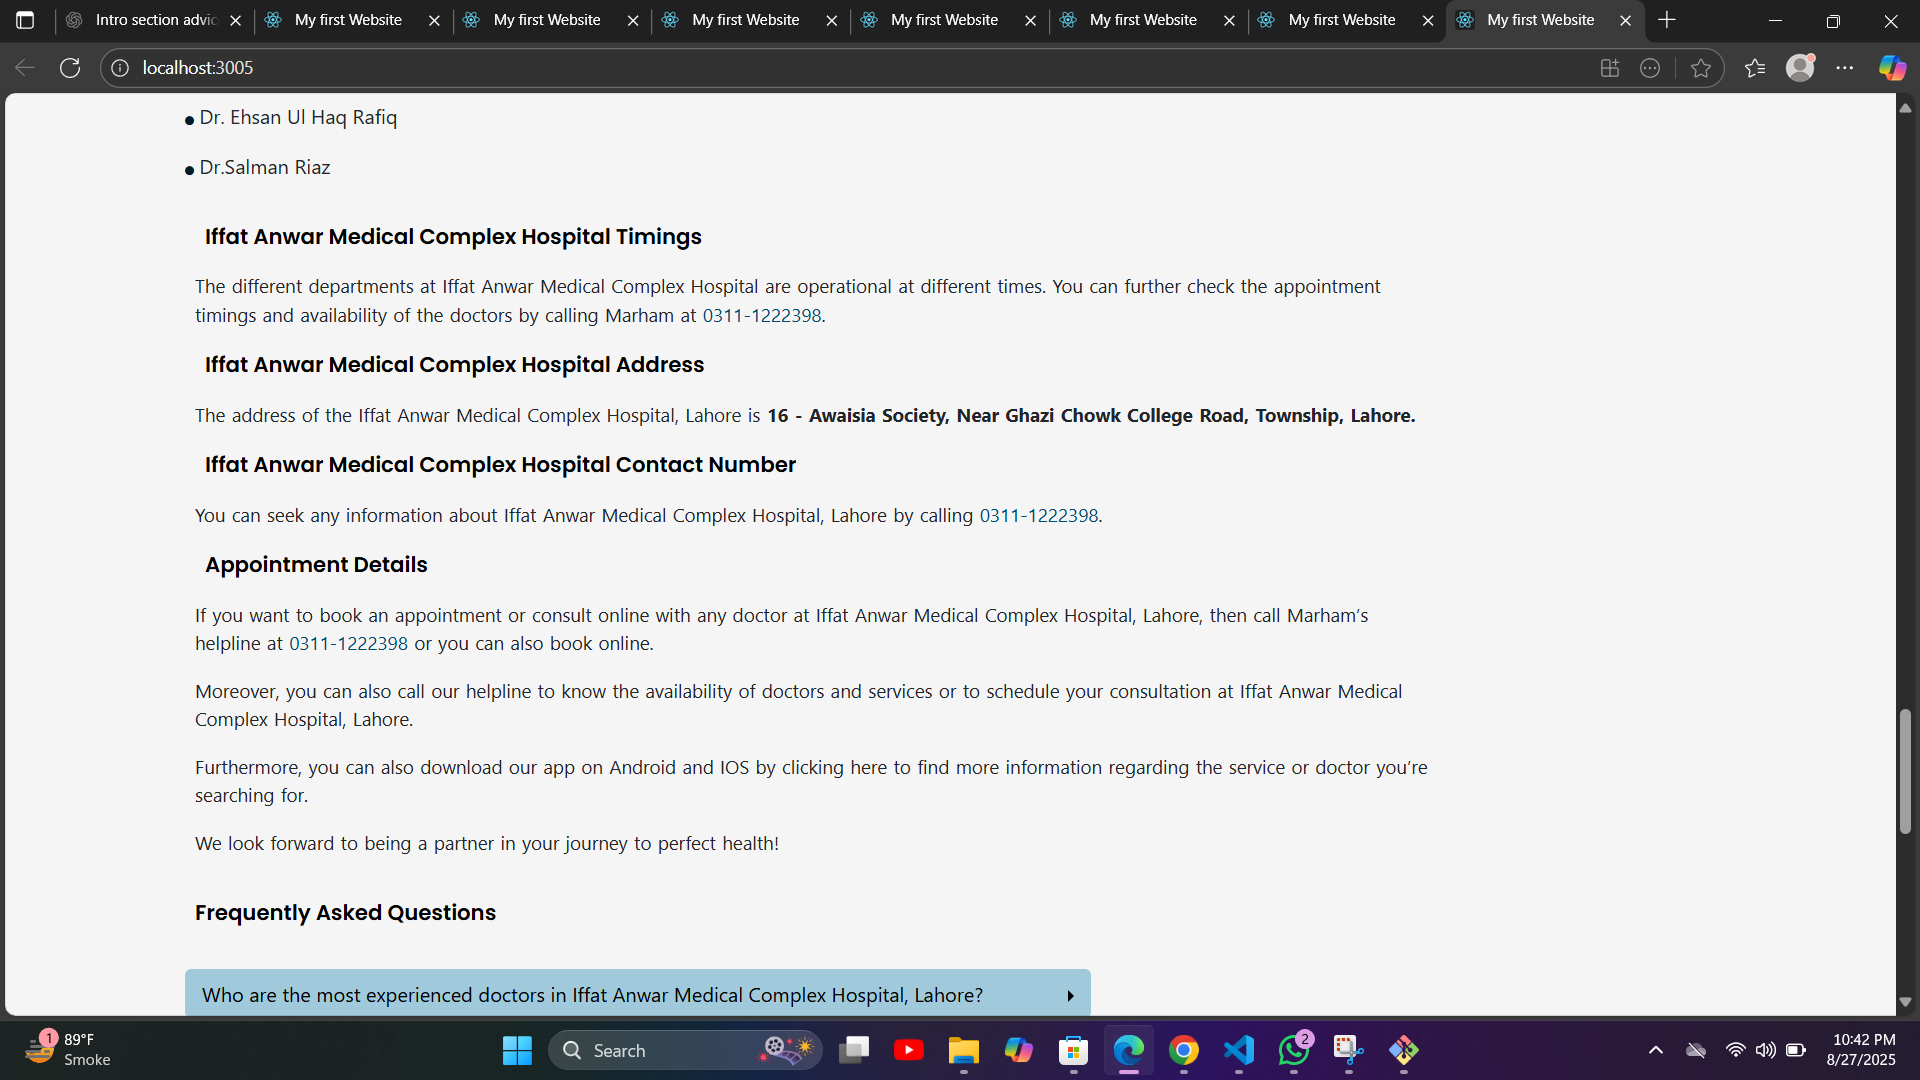 Intro section advic
My first Website
My first Website
My first Website
My first Website
My first Website
My first Website
My first Website
localhost:3005
Dr. Ehsan Ul Haq Rafiq
Dr.Salman Riaz
Iffat Anwar Medical Complex Hospital Timings
The different departments at Iffat Anwar Medical Complex Hospital are operational at different times. You can further check the appointment
timings and availability of the doctors by calling Marham at 0311-1222398.
Iffat Anwar Medical Complex Hospital Address
The address of the Iffat Anwar Medical Complex Hospital, Lahore is 16 - Awaisia Society, Near Ghazi Chowk College Road, Township, Lahore.
Iffat Anwar Medical Complex Hospital Contact Number
You can seek any information about Iffat Anwar Medical Complex Hospital, Lahore by calling 0311-1222398.
Appointment Details
If you want to book an appointment or consult online with any doctor at Iffat Anwar Medical Complex Hospital, Lahore, then call Marham's
helpline at 0311-1222398 or you can also book online.
Moreover, you can also call our helpline to know the availability of doctors and services or to schedule your consultation at Iffat Anwar Medical
Complex Hospital, Lahore.
Furthermore, you can also download our app on Android and IOS by clicking here to find more information regarding the service or doctor you're
searching for.
We look forward to being a partner in your journey to perfect health!
Frequently Asked Questions
Who are the most experienced doctors in Iffat Anwar Medical Complex Hospital, Lahore?
1
89°F
Smoke
Search
2
10:42 PM
8/27/2025